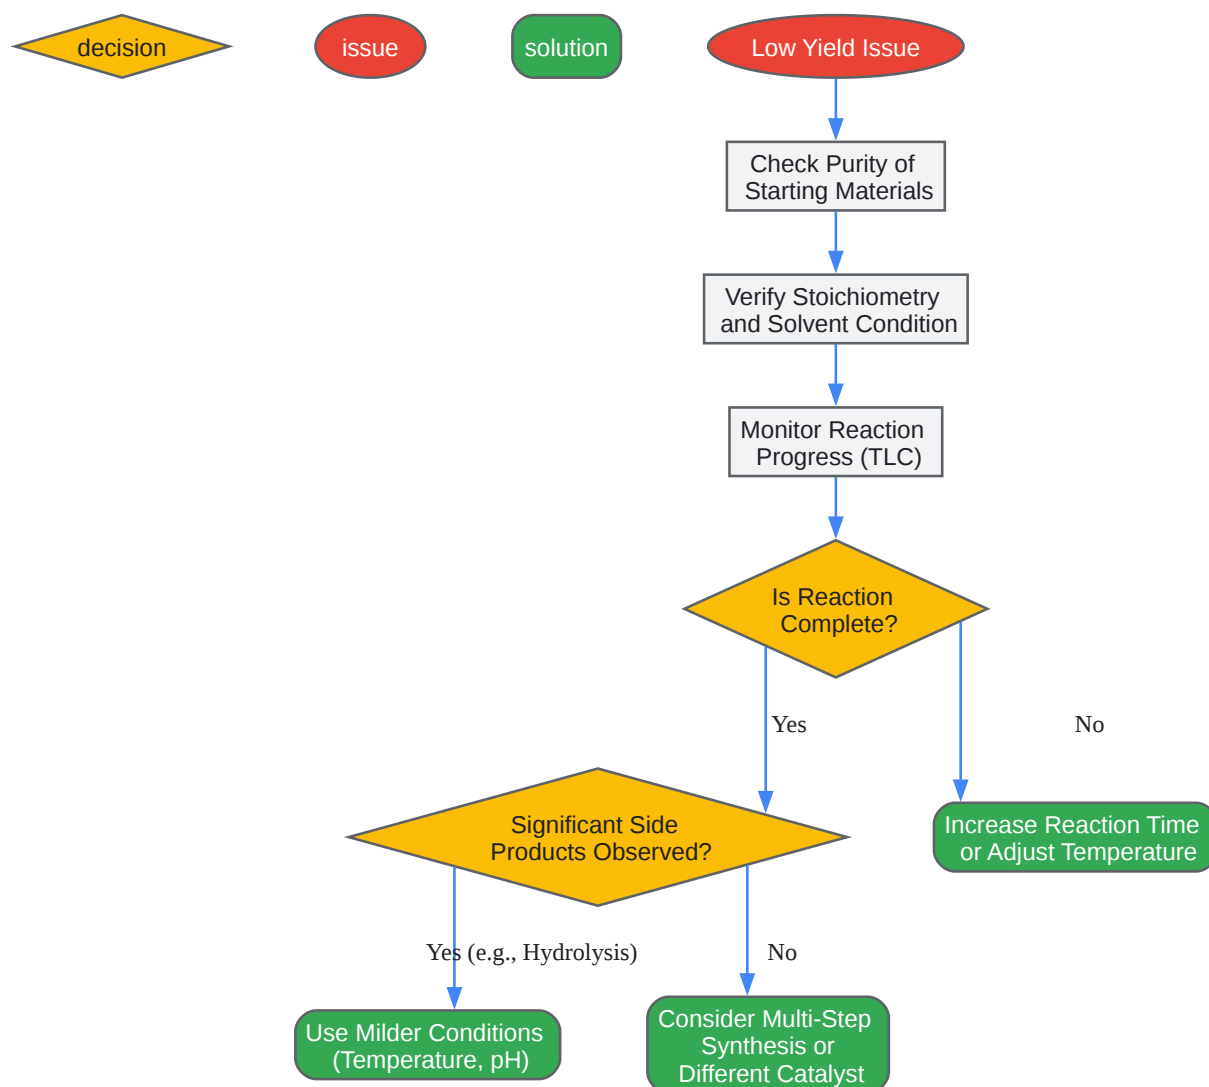 decision
issue
solution
Low Yield Issue
Check Purity of
Starting Materials
Verify Stoichiometry
and Solvent Condition
Monitor Reaction
Progress (TLC)
Is Reaction
Complete?
Yes
No
Significant Side
Products Observed?
Increase Reaction Time
or Adjust Temperature
Yes (e.g., Hydrolysis)
No
Use Milder Conditions
(Temperature, pH)
Consider Multi-Step
Synthesis or
Different Catalyst